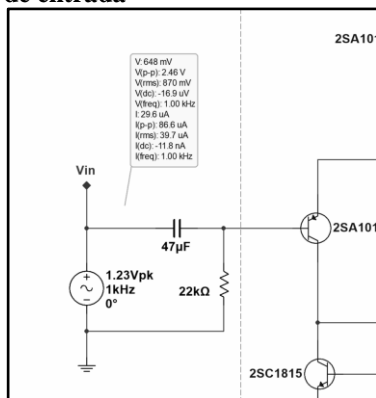 de entrada
2SA101
V: 648 mV
V(p-p): 2.46 V
V(rms): 870 mV
V(dc): -16.9 uV
V(freq): 1.00 kHz
I: 29.6 uA
I(p-p): 86.6 uA
I(rms): 39.7 uA
I(dc): -11.8 nA
I(freq): 1.00 kHz
Vin
47µF
2SA101
1.23Vpk
1kHz
0°
22kΩ
2SC1815